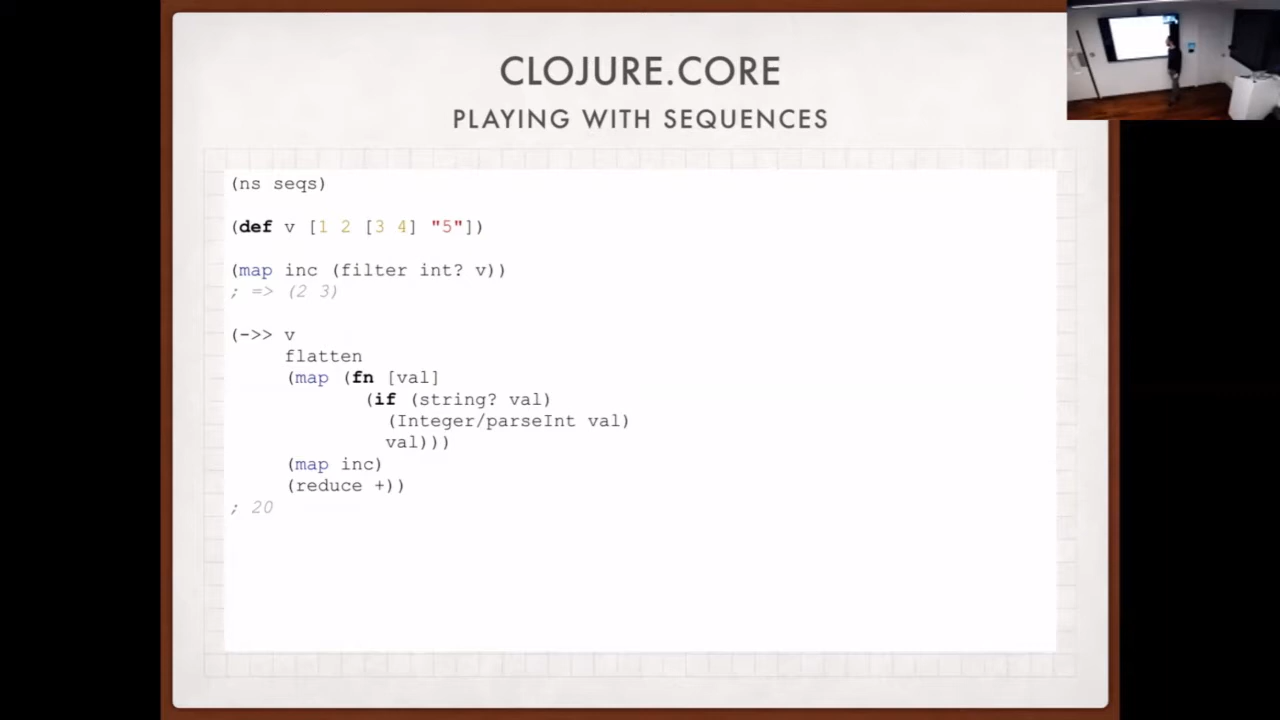 CLOJURE.CORE
PLAYING WITH SEQUENCES
(ns seqs)
(def v [1 2 [3 4] "5"])
(map inc (filter int? v))
; => (2 3)
(->> v
flatten
(map (fn [val]
(if (string? val)
(Integer/parseInt val)
val)))
(map inc)
(reduce +))
; 20